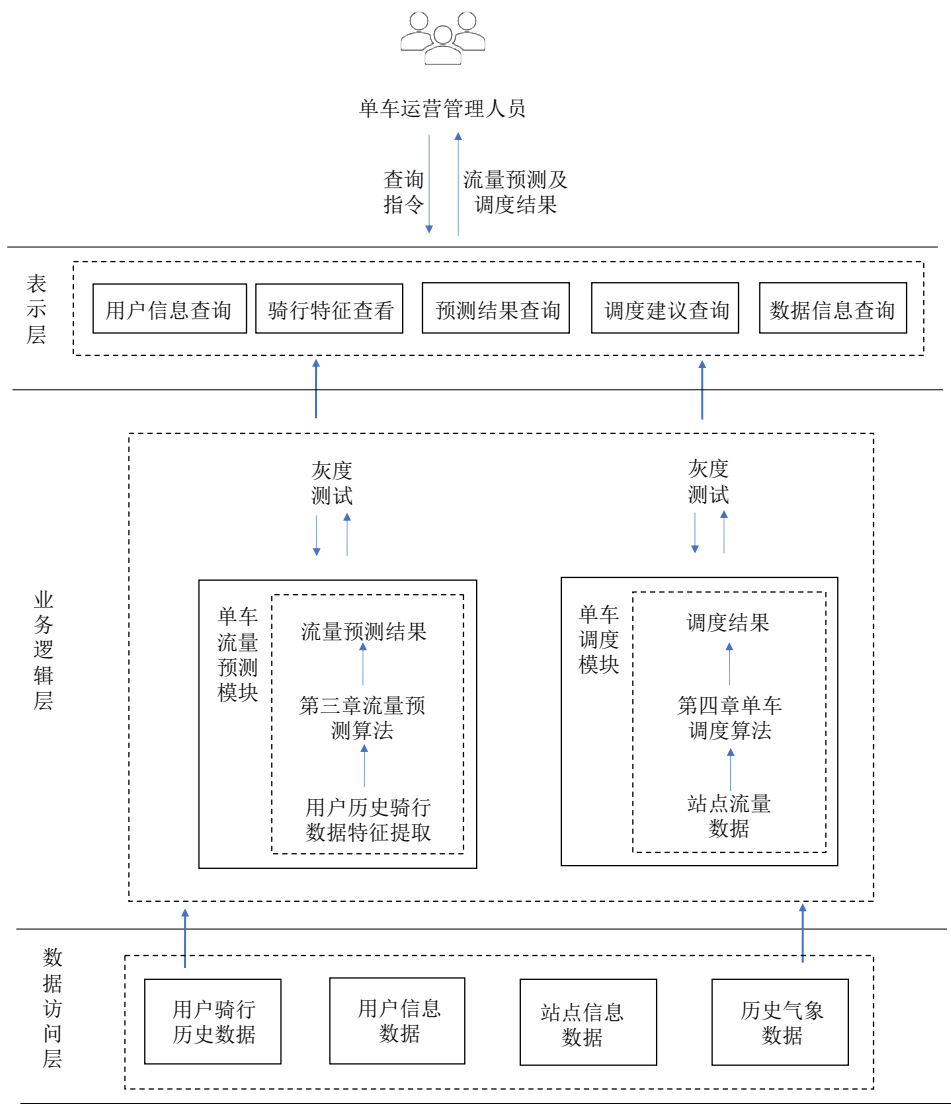 单车运营管理人员
查询
指令
流量预测及
调度结果
表示层
用户信息查询
骑行特征查看
预测结果查询
调度建议查询
数据信息查询
业务逻辑层
灰度
测试
灰度
测试
单车
流量
预测
模块
流量预测结果
第三章流量预
测算法
用户历史骑行
数据特征提取
单车
调度
模块
调度结果
第四章单车
调度算法
站点流量
数据
数据访问层
用户骑行
历史数据
用户信息
数据
站点信息
数据
历史气象
数据